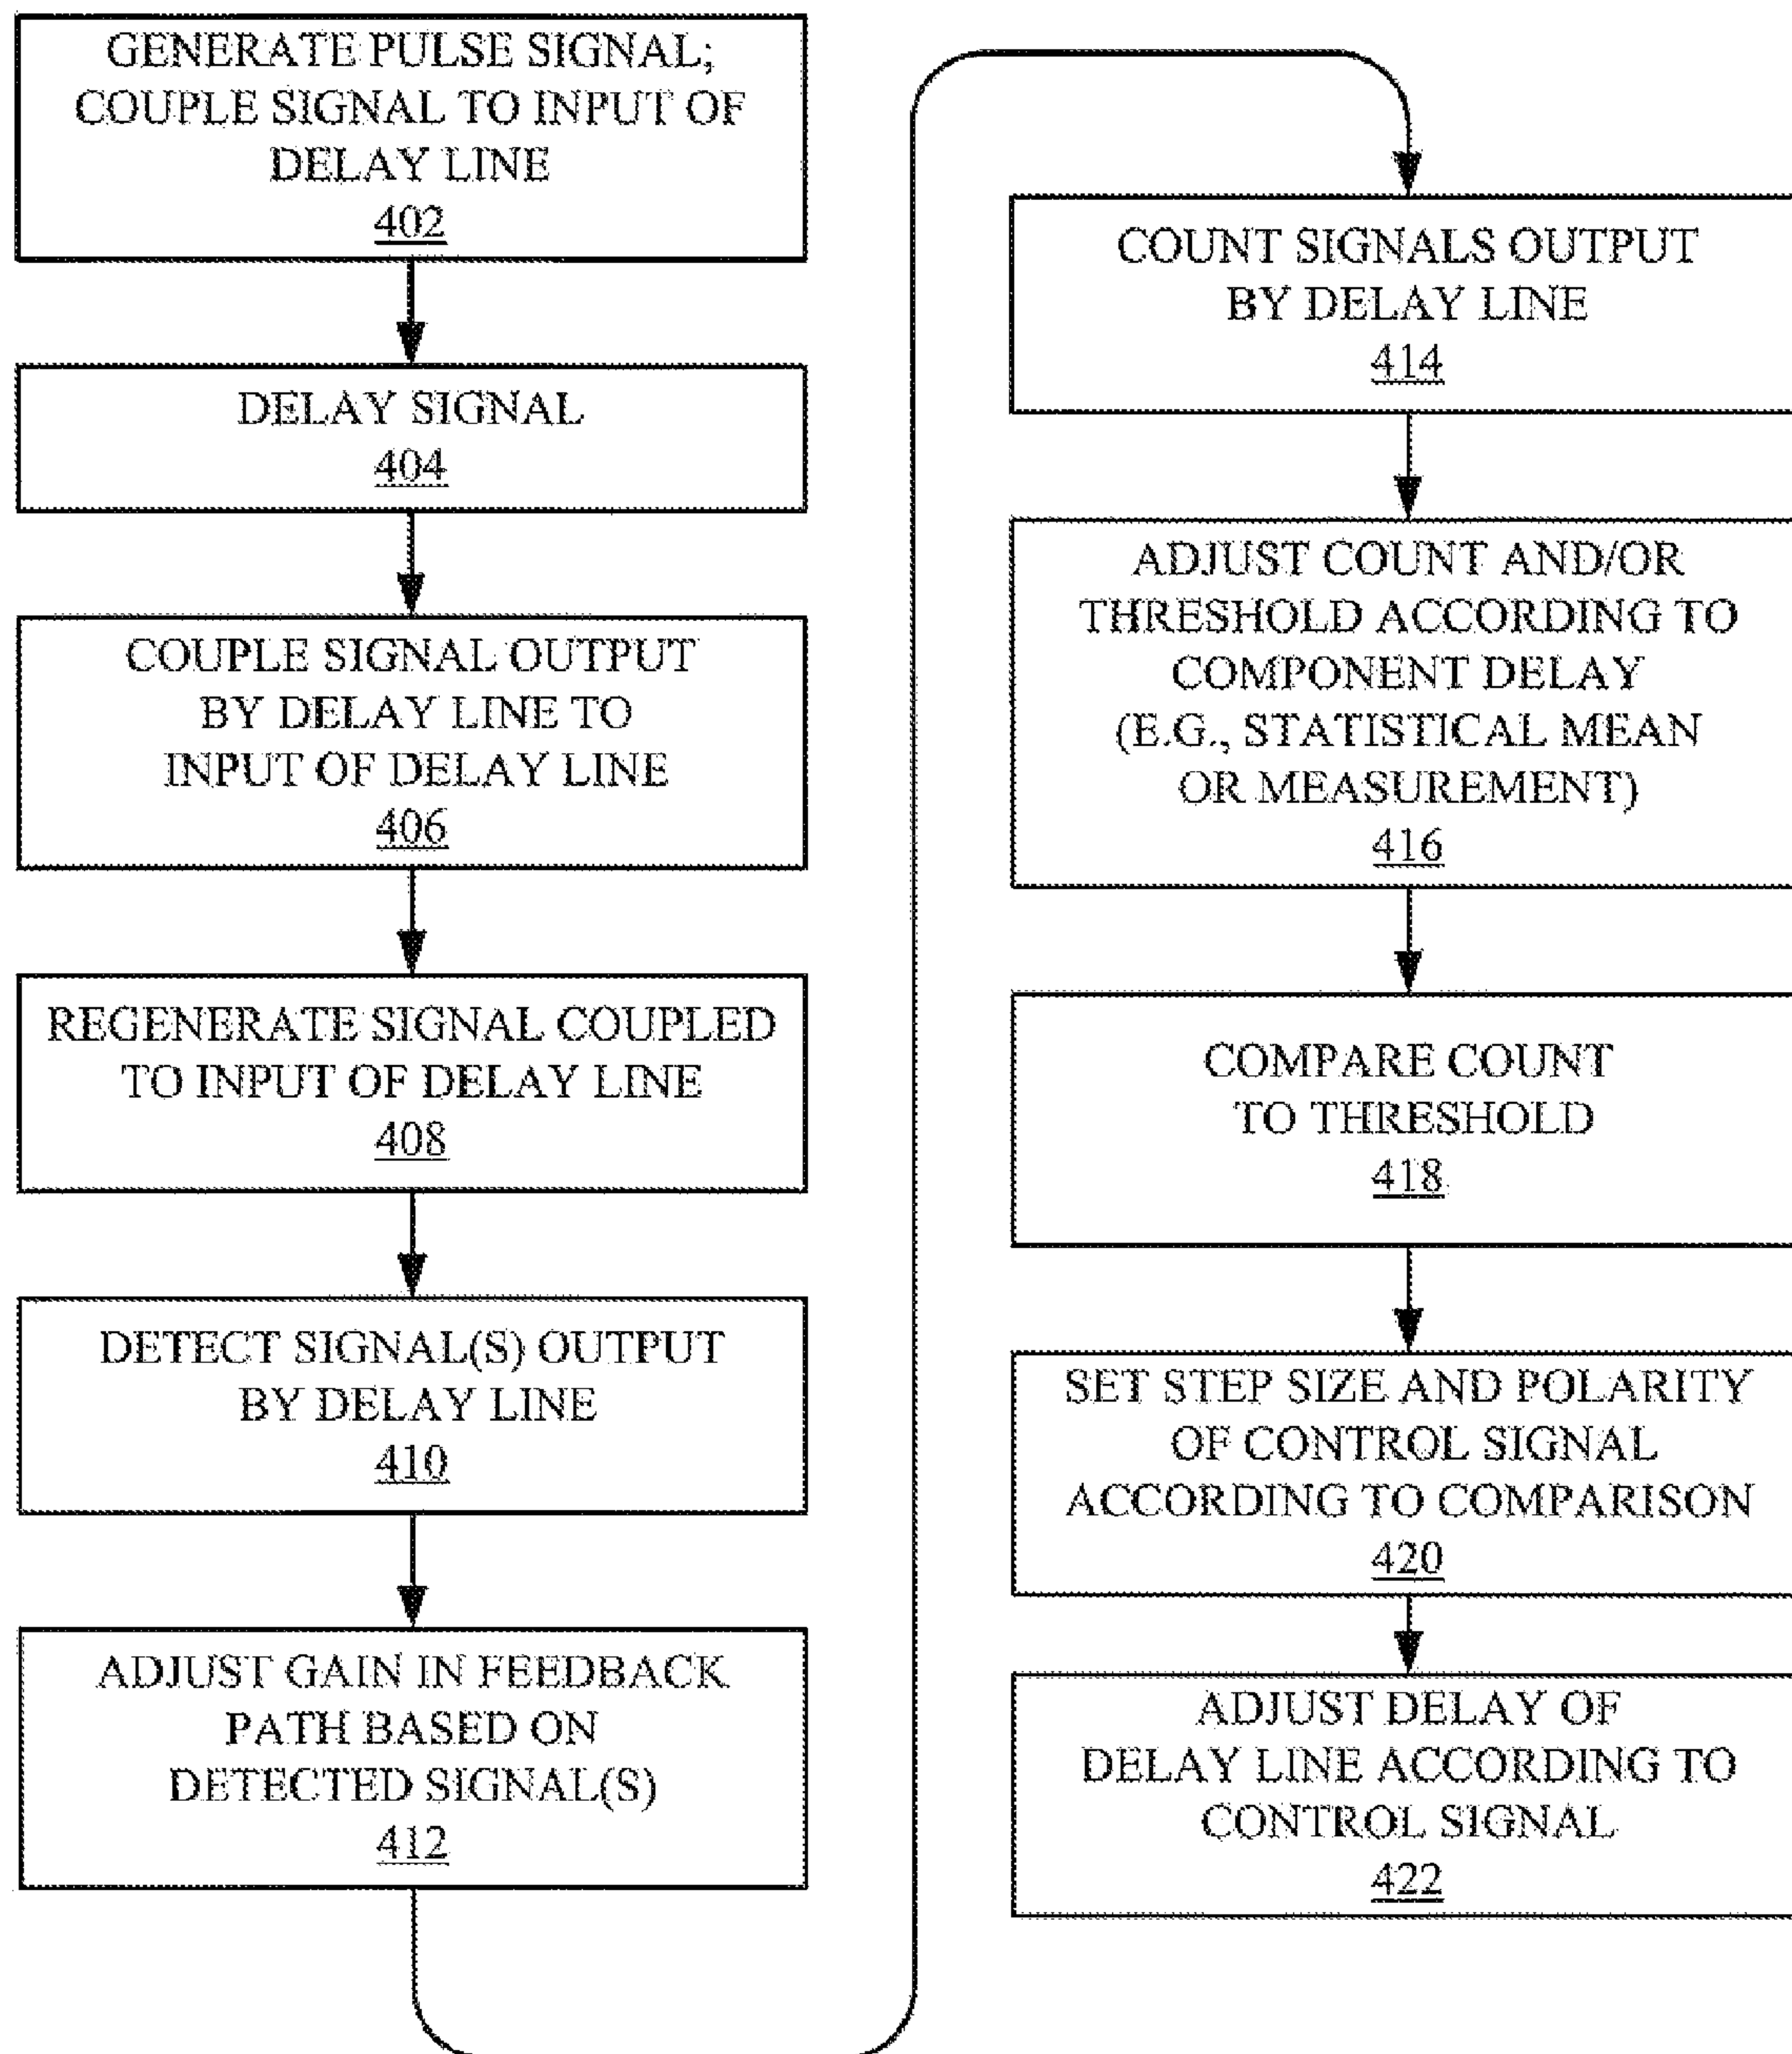 GENERATE PULSE SIGNAL;
COUPLE SIGNAL TO INPUT OF
DELAY LINE
402
DELAY SIGNAL
404
COUPLE SIGNAL OUTPUT
BY DELAY LINE TO
INPUT OF DELAY LINE
406
REGENERATE SIGNAL COUPLED
TO INPUT OF DELAY LINE
408
DETECT SIGNAL(S) OUTPUT
BY DELAY LINE
410
ADJUST GAIN IN FEEDBACK
PATH BASED ON
DETECTED SIGNAL(S)
412
COUNT SIGNALS OUTPUT
BY DELAY LINE
414
ADJUST COUNT AND/OR
THRESHOLD ACCORDING TO
COMPONENT DELAY
(E.G., STATISTICAL MEAN
OR MEASUREMENT)
416
COMPARE COUNT
TO THRESHOLD
418
SET STEP SIZE AND POLARITY
OF CONTROL SIGNAL
ACCORDING TO COMPARISON
420
ADJUST DELAY OF
DELAY LINE ACCORDING TO
CONTROL SIGNAL
422